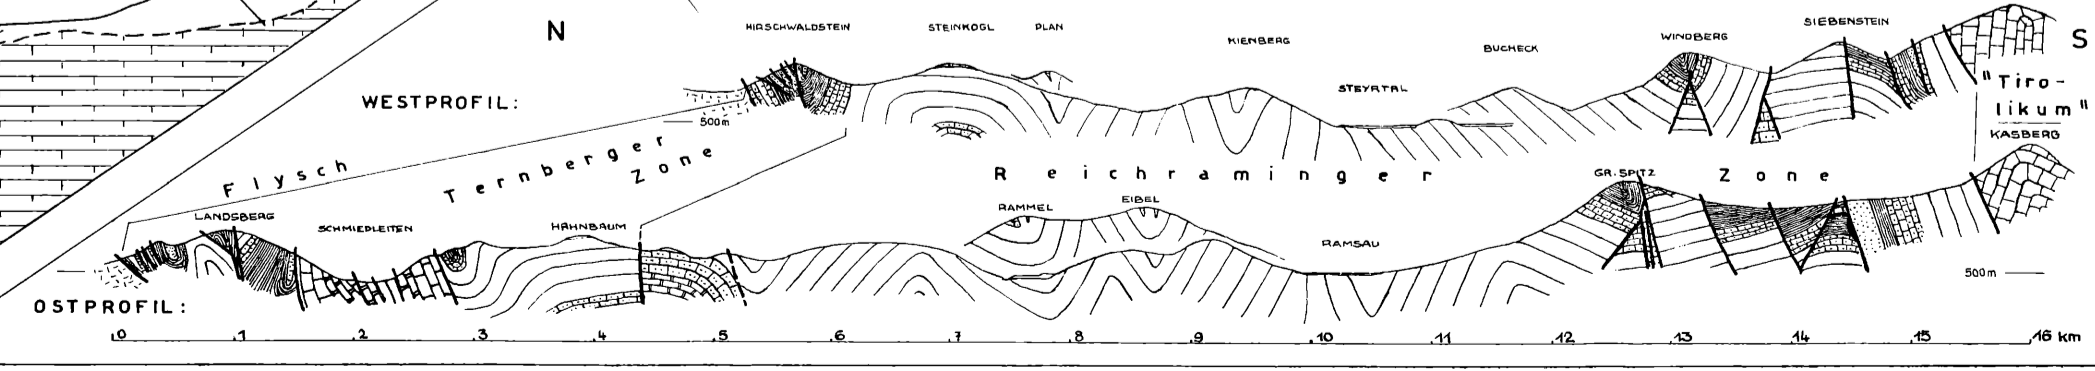 N
HIRSCHWALDSTEIN STEINKOGL PLAN KIENBERG BUCHECK WINDBERG SIEBENSTEIN
S
STEYRTAL
WESTPROFIL:
500m
"Tiro-
likum"
KASBERG
Flysch
Ternberger
Zone
Reichraminger Zone
GR. SPITZ
LANDSBERG SCHMIEDLEITEN HAHNBAUM RAMMEL EIBEL RAMSAU
500m
OSTPROFIL:
0 1 2 3 4 5 6 7 8 9 10 11 12 13 14 15 16 km